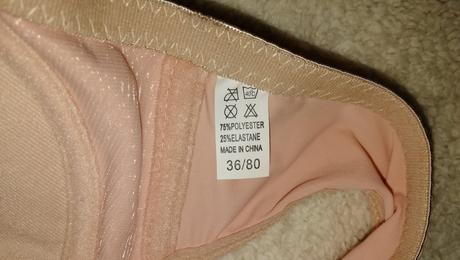 75%POLYESTER
25%ELASTANE
MADE IN CHINA
36/80